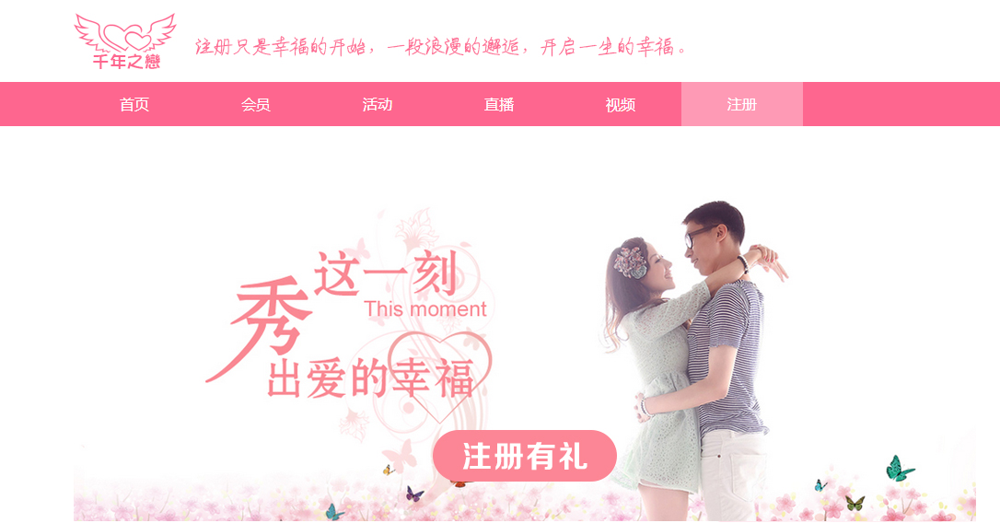 千年之戀
注册只是幸福的开始，一段浪漫的邂逅，开启一生的幸福。
首页
会员
活动
直播
视频
注册
这一刻
This moment
秀
出爱的幸福
注册有礼